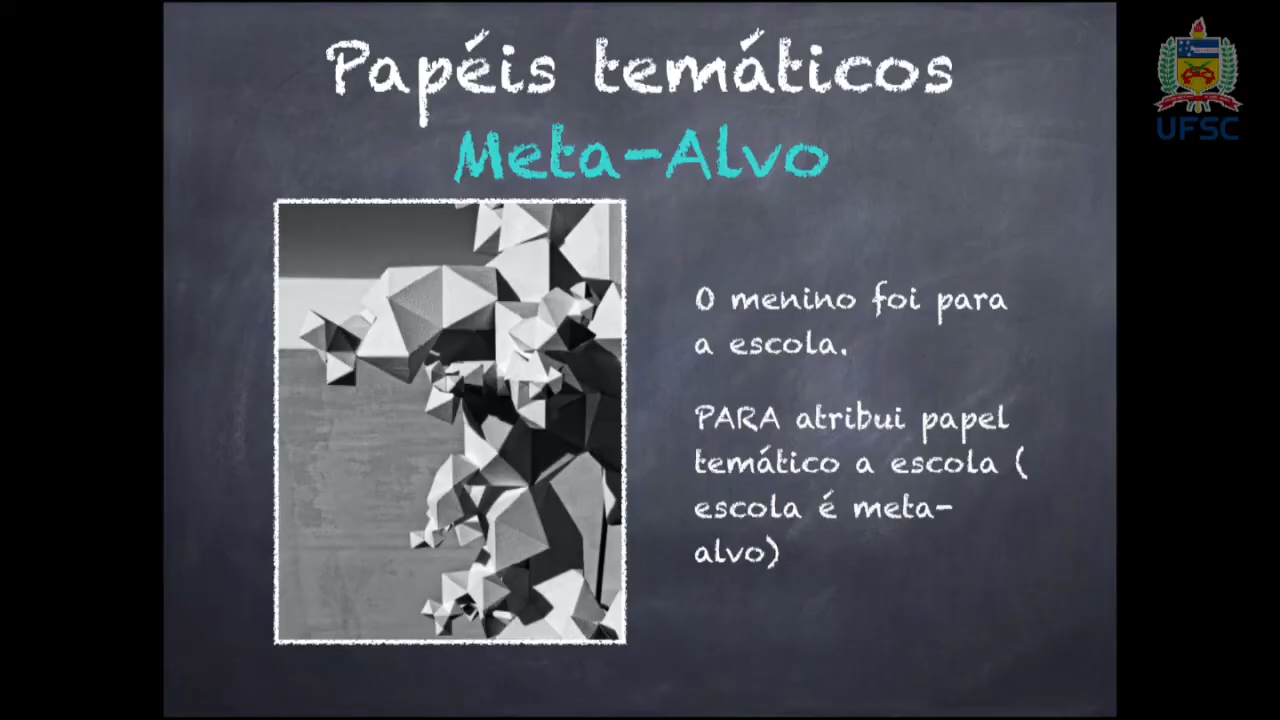 Papéis temáticos
Meta-Alvo
O menino foi para
a escola.
PARA atribui papel
temático a escola (
escola é meta-
alvo)
UFSC